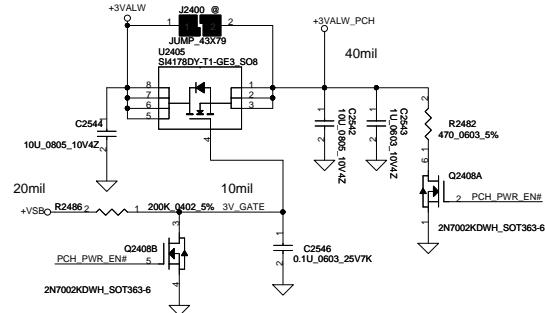 +3VALW
J2400 @
1 2
JUMP_43X79
+3VALW_PCH
40mil
U2405
SI4178DY-T1-GE3_SO8
8
7
6
5
1
2
3
4
C2544
1
2
10U_0805_10V4Z
C2542
10U_0805_10V4Z
1
2
C2543
1U_0603_10V4Z
1
2
R2482
470_0603_5%
2
1
6
Q2408A
2 PCH_PWR_EN#
1
2N7002KDWH_SOT363-6
20mil
10mil
+VSB
R2486 2 1
200K_0402_5%
3V_GATE
3
Q2408B
PCH_PWR_EN# 5
4
2N7002KDWH_SOT363-6
C2546
0.1U_0603_25V7K
1
2